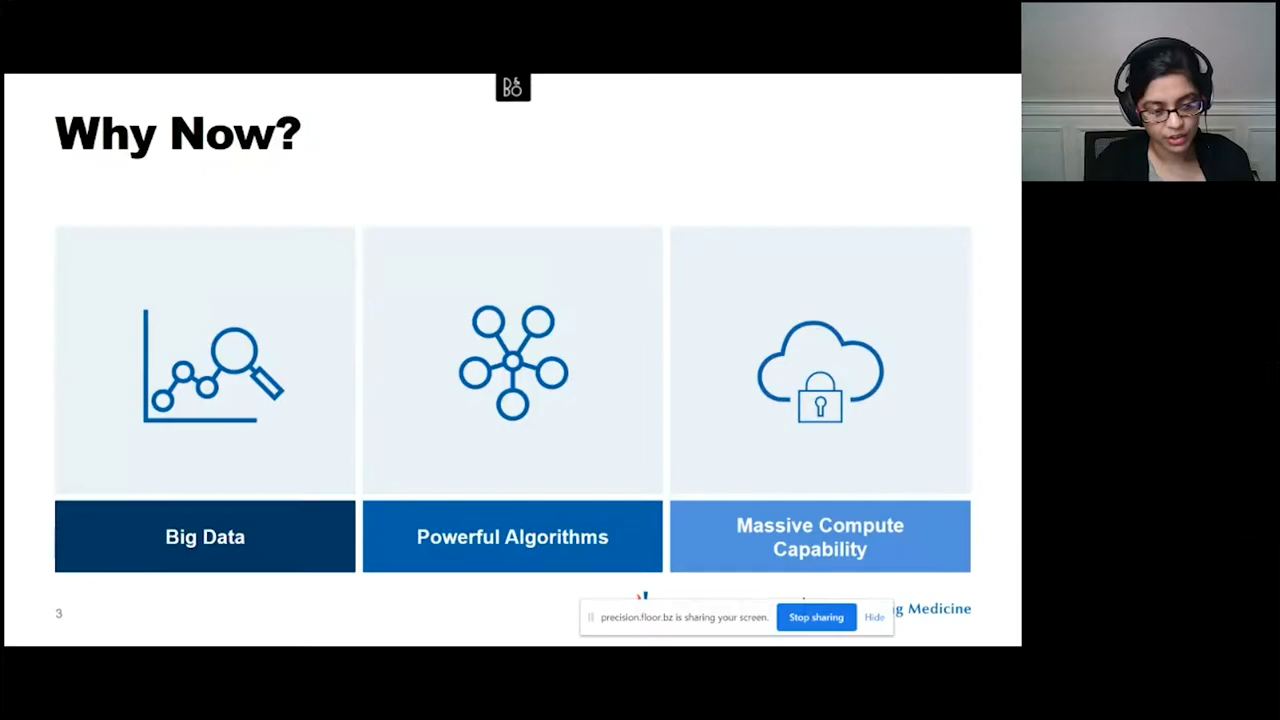 B&O
Why Now?
Big Data
Powerful Algorithms
Massive Compute
Capability
3
precision.floor.bz is sharing your screen.
Stop sharing
Hide
Medicine